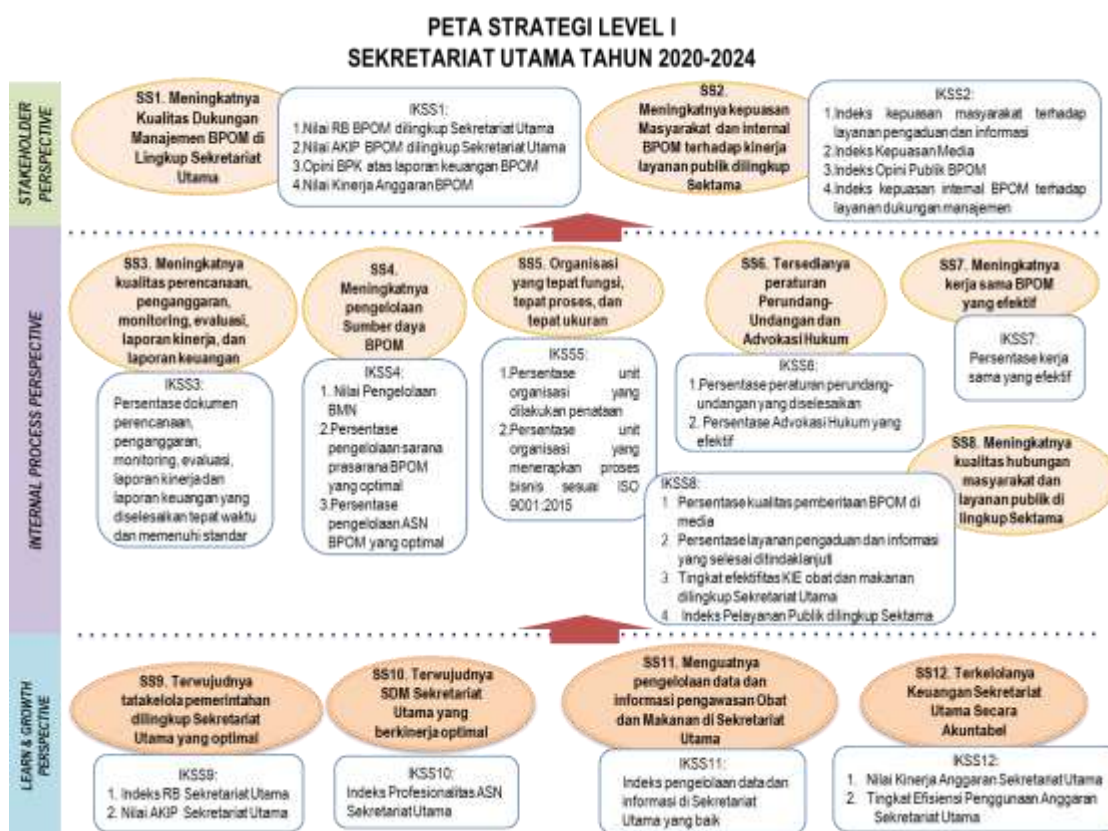 PETA STRATEGI LEVEL I
SEKRETARIAT UTAMA TAHUN 2020-2024
STAKEHOLDER
PERSPECTIVE
SS1. Meningkatnya
Kualitas Dukungan
Manajemen BPOM di
Lingkup Sekretariat
Utama
IKSS1:
1.Nilai RB BPOM dilingkup Sekretariat Utama
2.Nilai AKIP BPOM dilingkup Sekretariat Utama
3.Opini BPK atas laporan keuangan BPOM
4.Nilai Kinerja Anggaran BPOM
SS2.
Meningkatnya kepuasan
Masyarakat dan internal
BPOM terhadap kinerja
layanan publik dilingkup
Sektama
IKSS2:
1.Indeks kepuasan masyarakat terhadap
layanan pengaduan dan informasi
2.Indeks Kepuasan Media
3.Indeks Opini Publik BPOM
4.Indeks kepuasan internal BPOM terhadap
layanan dukungan manajemen
INTERNAL PROCESS PERSPECTIVE
SS3. Meningkatnya
kualitas perencanaan,
penganggaran,
monitoring, evaluasi,
laporan kinerja, dan
laporan keuangan
IKSS3:
Persentase dokumen
perencanaan,
penganggaran,
monitoring, evaluasi,
laporan kinerja dan
laporan keuangan yang
diselesaikan tepat waktu
dan memenuhi standar
SS4.
Meningkatnya
pengelolaan
Sumber daya
BPOM
IKSS4:
1. Nilai Pengelolaan
BMN
2.Persentase
pengelolaan sarana
prasarana BPOM
yang optimal
3.Persentase
pengelolaan ASN
BPOM yang optimal
SS5. Organisasi
yang tepat fungsi,
tepat proses, dan
tepat ukuran
IKSS5:
1.Persentase unit
organisasi yang
dilakukan penataan
2.Persentase unit
organisasi yang
menerapkan proses
bisnis sesuai ISO
9001:2015
SS6. Tersedianya
peraturan
Perundang-
Undangan dan
Advokasi Hukum
IKSS6:
1.Persentase peraturan perundang-
undangan yang diselesaikan
2. Persentase Advokasi Hukum yang
efektif
SS7. Meningkatnya
kerja sama BPOM
yang efektif
IKSS7:
Persentase kerja
sama yang efektif
SS8. Meningkatnya
kualitas hubungan
masyarakat dan
layanan publik di
lingkup Sektama
IKSS8:
1. Persentase kualitas pemberitaan BPOM di
media
2. Persentase layanan pengaduan dan informasi
yang selesai ditindaklanjuti
3. Tingkat efektifitas KIE obat dan makanan
dilingkup Sekretariat Utama
4. Indeks Pelayanan Publik dilingkup Sektama
LEARN & GROWTH
PERSPECTIVE
SS9. Terwujudnya
tatakelola pemerintahan
dilingkup Sekretariat
Utama yang optimal
IKSS9:
1. Indeks RB Sekretariat Utama
2. Nilai AKIP Sekretariat Utama
SS10. Terwujudnya
SDM Sekretariat
Utama yang
berkinerja optimal
IKSS10:
Indeks Profesionalitas ASN
Sekretariat Utama
SS11. Menguatnya
pengelolaan data dan
informasi pengawasan Obat
dan Makanan di Sekretariat
Utama
IKSS11:
Indeks pengelolaan data dan
informasi di Sekretariat
Utama yang baik
SS12. Terkelolanya
Keuangan Sekretariat
Utama Secara
Akuntabel
IKSS12:
1. Nilai Kinerja Anggaran Sekretariat Utama
2. Tingkat Efisiensi Penggunaan Anggaran
Sekretariat Utama